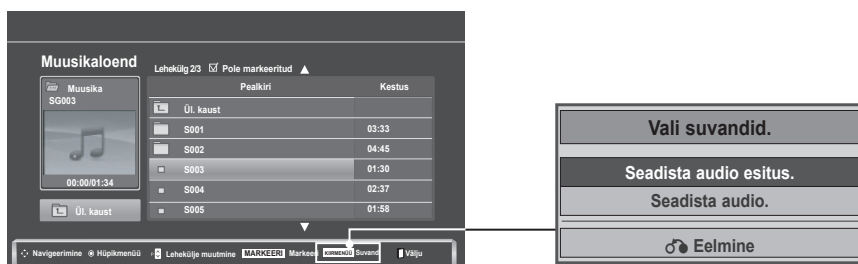 Muusikaloend
Lehekülg 2/3 Pole markeeritud
Muusika
SG003
00:00/01:34
Ül. kaust
Pealkiri Kestus
Ül. kaust
S001 03:33
S002 04:45
S003 01:30
S004 02:37
S005 01:58
Navigeerimine Hüpikmenüü Lehekülje muutmine MARKEERI Markeeri KIIRMENÜÜ Suvand Välju
Vali suvandid.
Seadista audio esitus.
Seadista audio.
Eelmine